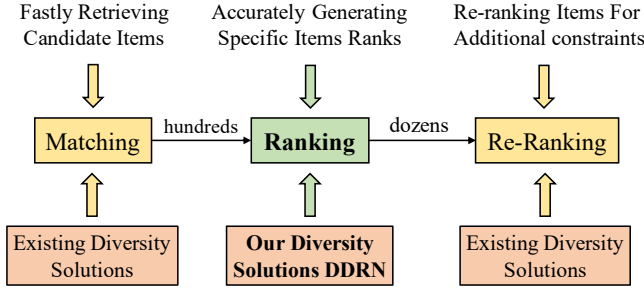 Fastly Retrieving
Candidate Items
Accurately Generating
Specific Items Ranks
Re-ranking Items For
Additional constraints
Matching
hundreds
Ranking
dozens
Re-Ranking
Existing Diversity
Solutions
Our Diversity
Solutions DDRN
Existing Diversity
Solutions